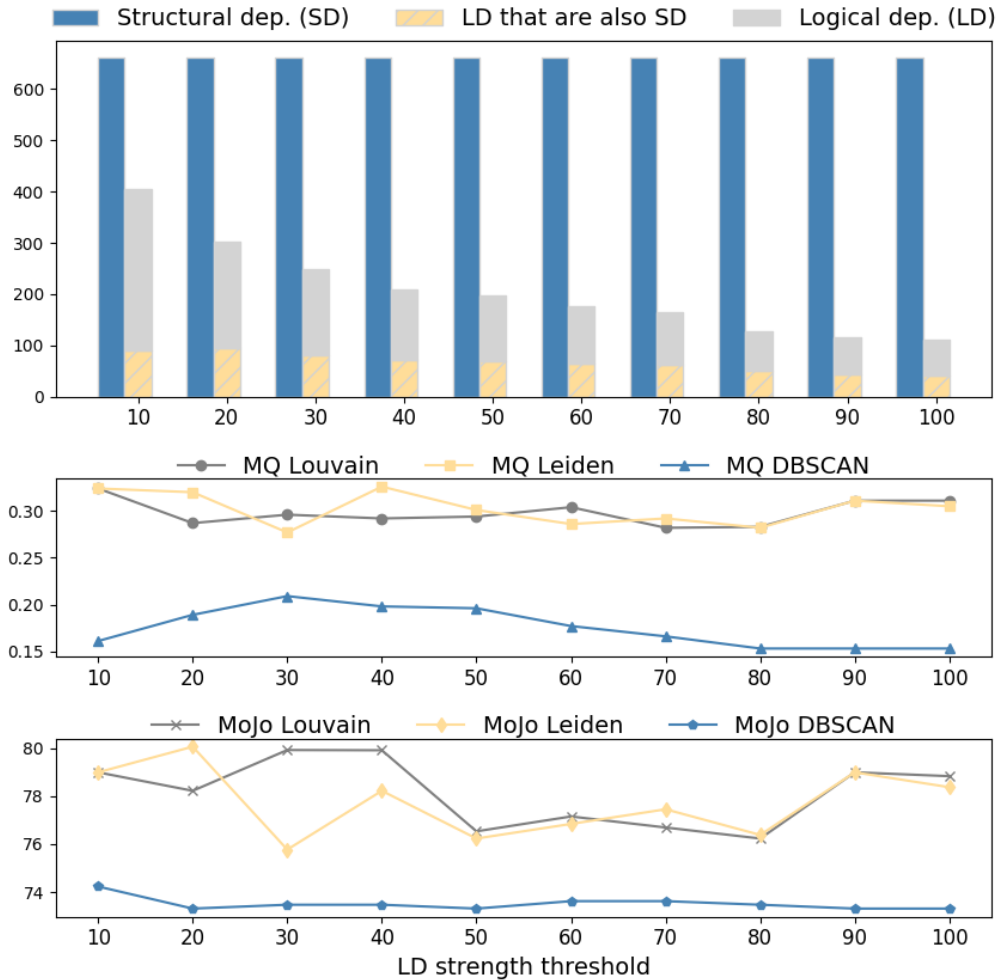 Structural dep. (SD) LD that are also SD Logical dep. (LD)
600
500
400
300
200
100
0
10 20 30 40 50 60 70 80 90 100
MQ Louvain MQ Leiden MQ DBSCAN
0.30
0.25
0.20
0.15
10 20 30 40 50 60 70 80 90 100
MoJo Louvain MoJo Leiden MoJo DBSCAN
80
78
76
74
10 20 30 40 50 60 70 80 90 100
LD strength threshold